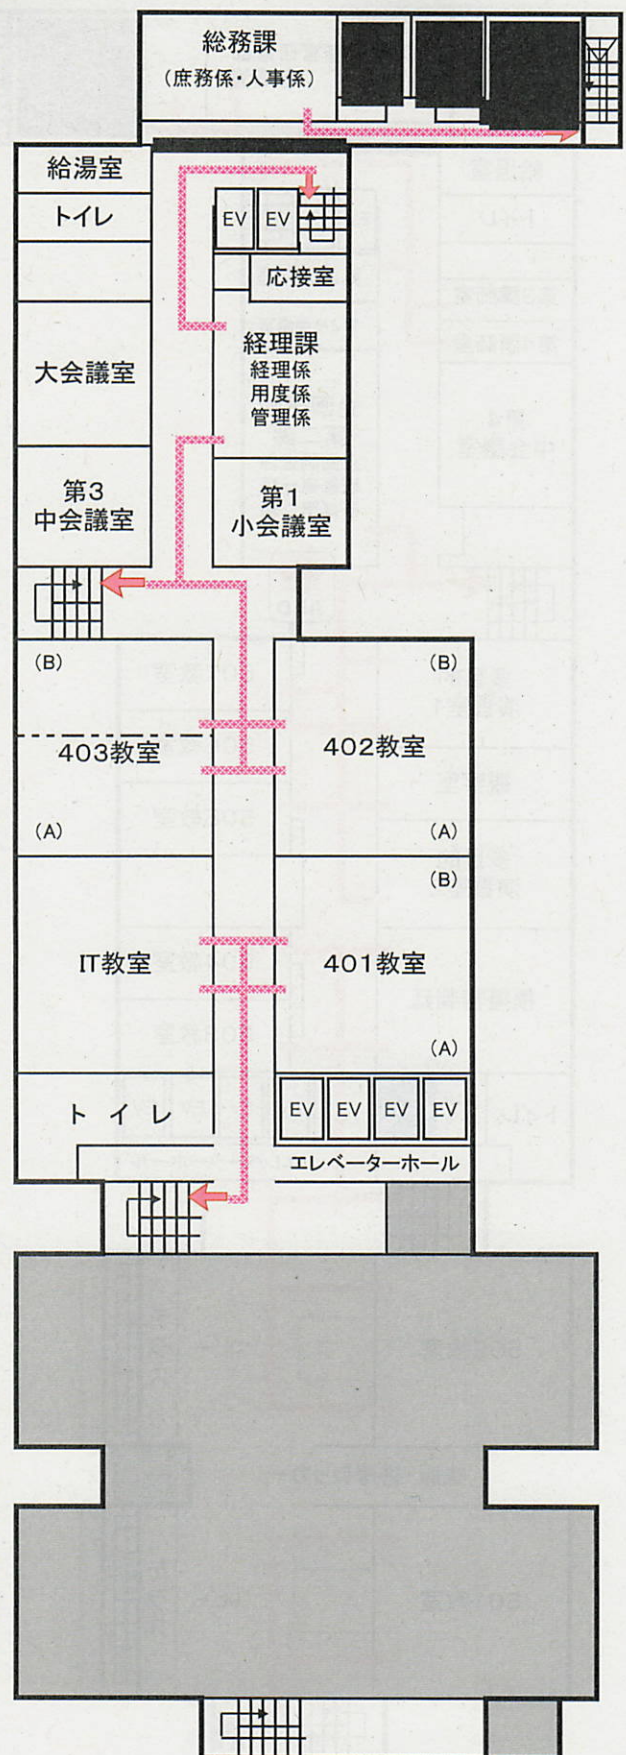 総務課
(庶務係・人事係)
給湯室
トイレ
EV
EV
応接室
大会議室
経理課
経理係
用度係
管理係
第3
中会議室
第1
小会議室
(B)
403教室
(A)
(B)
402教室
(A)
IT教室
(B)
401教室
(A)
トイレ
EV
EV
EV
EV
エレベーターホール